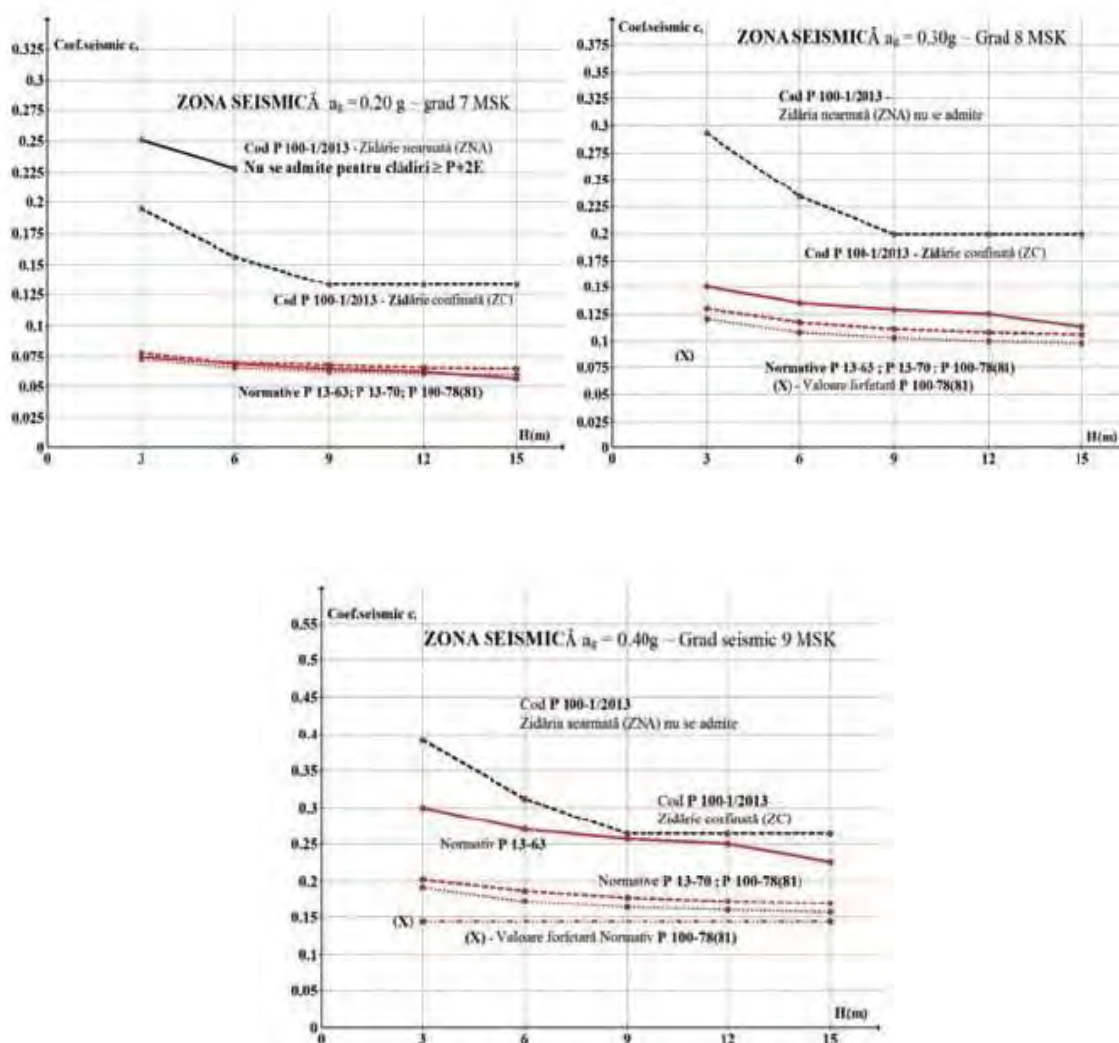 Coef.seismic c,
0.325
0.3
ZONA SEISMICĂ ag = 0.20 g – grad 7 MSK
0.275
Cod P 100-1/2013 - Zidărie nearmată (ZNA)
0.25
Nu se admite pentru clădiri ≥ P+2E
0.225
0.2
0.175
0.15
0.125
Cod P 100-1/2013 - Zidărie confinată (ZC)
0.1
0.075
0.05
Normative P 13-63; P 13-70; P 100-78(81)
0.025
H(m)
0
0 3 6 9 12 15
Coef.seismic c,
0.375
ZONA SEISMICĂ ag = 0.30g – Grad 8 MSK
0.35
0.325
Cod P 100-1/2013 -
Zidăria nearmată (ZNA) nu se admite
0.3
0.275
0.25
0.225
0.2
Cod P 100-1/2013 - Zidărie confinată (ZC)
0.175
0.15
0.125
0.1
(X)
0.075
Normative P 13-63 ; P 13-70 ; P 100-78(81)
(X) - Valoare forfetară P 100-78(81)
0.05
0.025
H(m)
0
0 3 6 9 12 15
Coef.seismic c,
0.55
ZONA SEISMICĂ ag = 0.40g – Grad seismic 9 MSK
0.5
0.45
Cod P 100-1/2013
Zidăria nearmată (ZNA) nu se admite
0.4
0.35
0.3
Cod P 100-1/2013
Zidărie confinată (ZC)
0.25
Normativ P 13-63
0.2
Normative P 13-70 ; P 100-78(81)
0.15
(X)
(X) - Valoare forfetară Normativ P 100-78(81)
0.1
0.05
H(m)
0
0 3 6 9 12 15